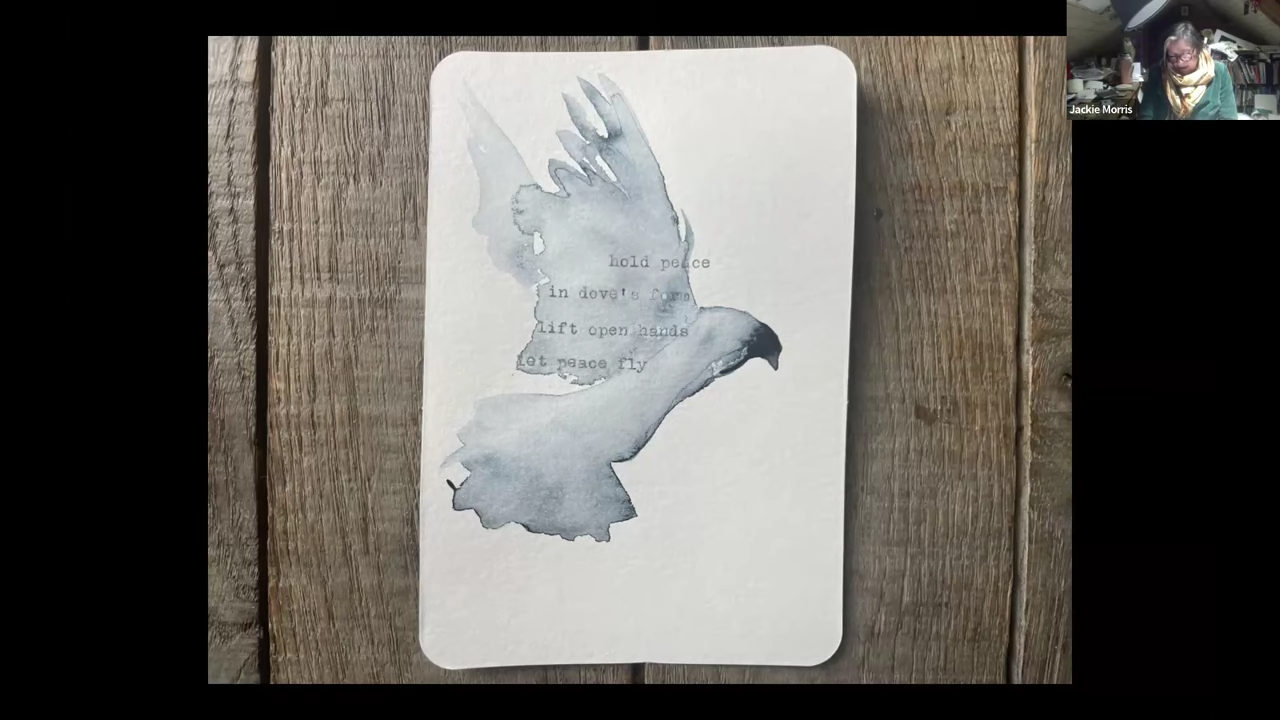 hold peace
in dove's form
lift open hands
let peace fly
Jackie Morris